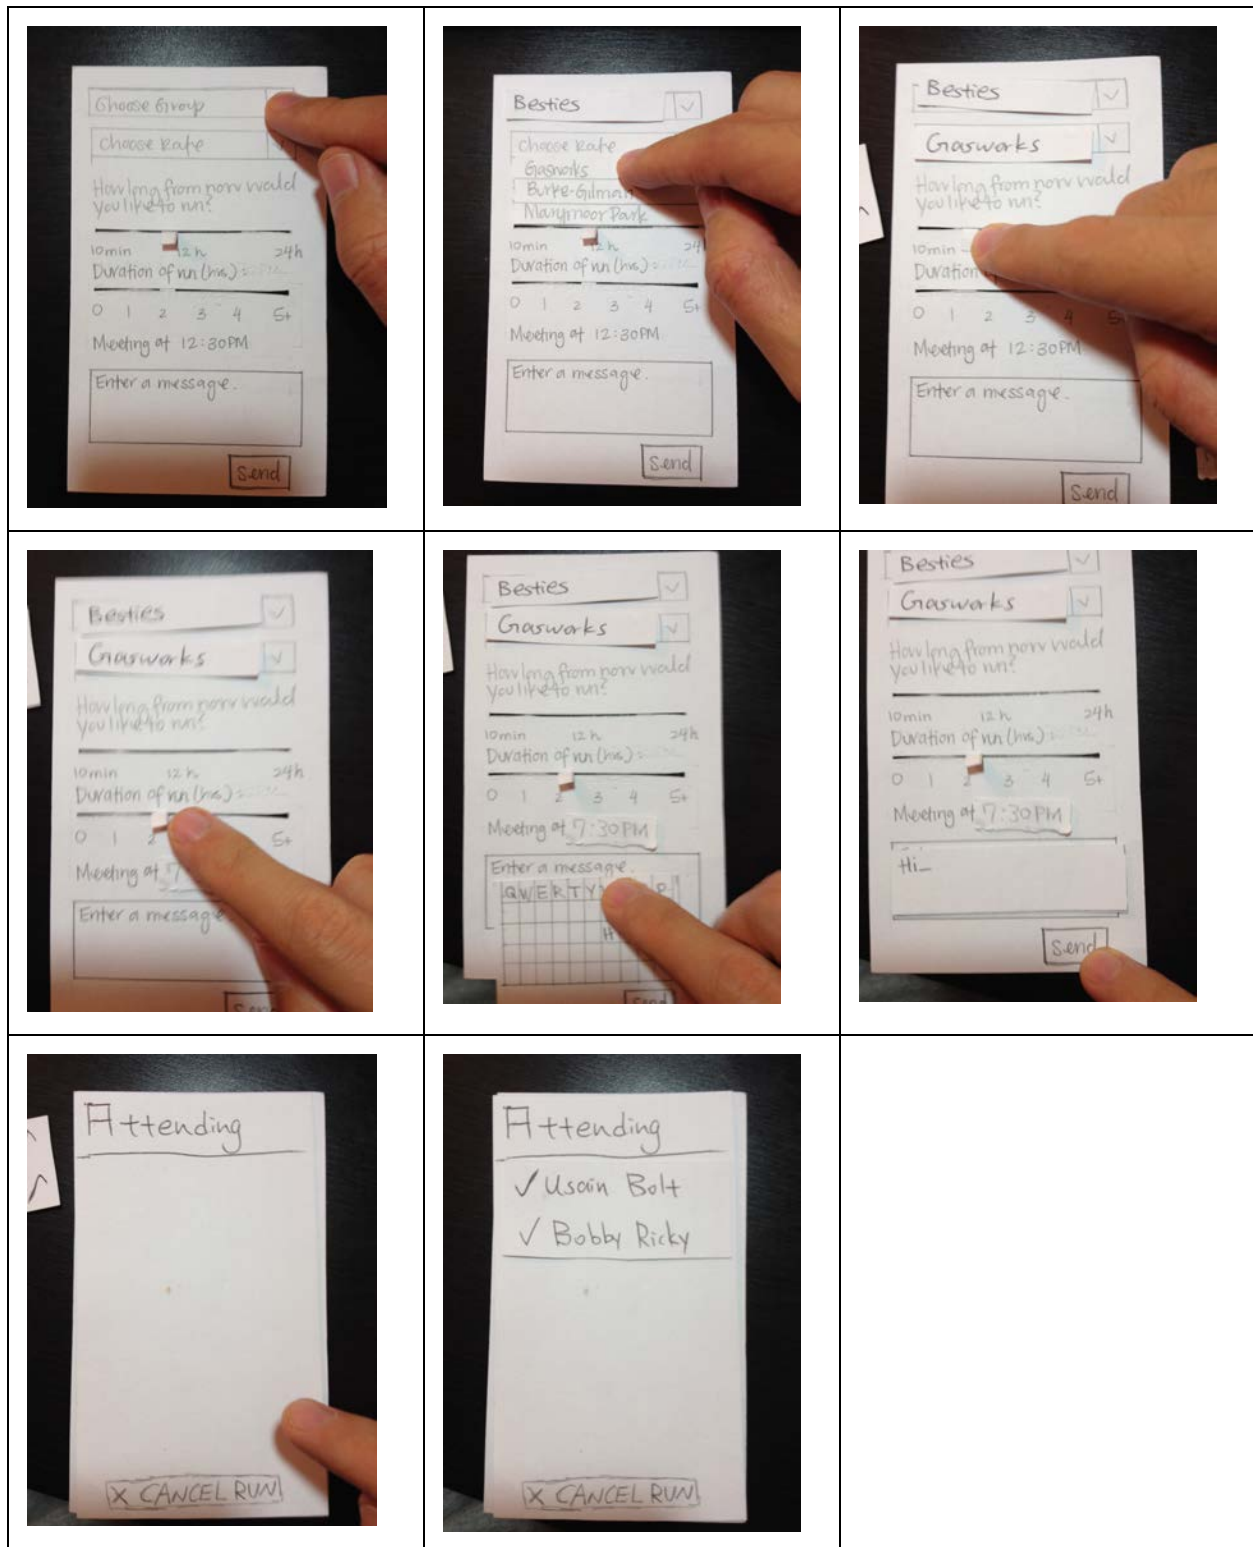 Choose Group
Choose Rate
How long from now would
you like to run?
10min 12h 24h
Duration of run (hrs):
0 1 2 3 4 5+
Meeting at 12:30PM
Enter a message.
Send
Besties
Choose Rate
Gasworks
Burke-Gilman
Marymoor Park
10min 12h 24h
Duration of run (hrs):
0 1 2 3 4 5+
Meeting at 12:30PM
Enter a message.
Send
Besties
Gasworks
How long from now would
you like to run?
10min
Duration
0 1 2 3 4 5+
Meeting at 12:30PM
Enter a message.
Send
Besties
Gasworks
How long from now would
you like to run?
10min 12h 24h
Duration of run (hrs):
0 1 2 5+
Meeting at 7
Enter a message
Send
Besties
Gasworks
How long from now would
you like to run?
10min 12h 24h
Duration of run (hrs):
0 1 2 3 4 5+
Meeting at 7:30PM
Enter a message.
Q W E R T Y P
H
Send
Besties
Gasworks
How long from now would
you like to run?
10min 12h 24h
Duration of run (hrs):
0 1 2 3 4 5+
Meeting at 7:30PM
Hi_
Send
Attending
X CANCEL RUN
Attending
✓ Usain Bolt
✓ Bobby Ricky
X CANCEL RUN